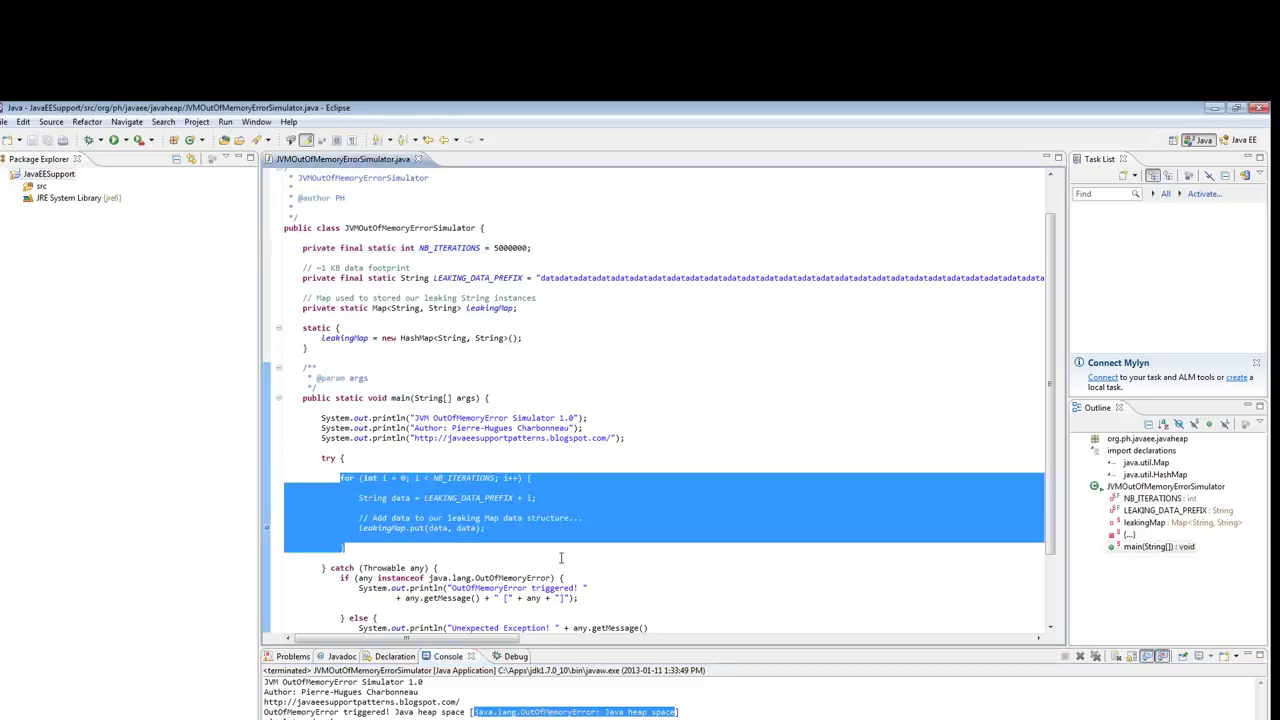 Java - JavaEESupport/src/org/ph/javaee/javaheap/JVMOutOfMemoryErrorSimulator.java - Eclipse
File Edit Source Refactor Navigate Search Project Run Window Help
Java Java EE
Package Explorer
JavaEESupport
src
JRE System Library [jre6]
JVMOutOfMemoryErrorSimulator.java
/**
* JVMOutOfMemoryErrorSimulator
*
* @author PH
*
*/
public class JVMOutOfMemoryErrorSimulator {
private final static int NB_ITERATIONS = 5000000;
// ~1 KB data footprint
private final static String LEAKING_DATA_PREFIX = "datadatadatadatadatadatadatadatadatadatadatadatadatadatadatadatadatadatadatadatadatadatadatadatadatadatadatadata
// Map used to stored our leaking String instances
private static Map<String, String> leakingMap;
static {
leakingMap = new HashMap<String, String>();
}
/**
* @param args
*/
public static void main(String[] args) {
System.out.println("JVM OutOfMemoryError Simulator 1.0");
System.out.println("Author: Pierre-Hugues Charbonneau");
System.out.println("http://javaeesupportpatterns.blogspot.com/");
try {
for (int i = 0; i < NB_ITERATIONS; i++) {
String data = LEAKING_DATA_PREFIX + i;
// Add data to our leaking Map data structure...
leakingMap.put(data, data);
}
} catch (Throwable any) {
if (any instanceof java.lang.OutOfMemoryError) {
System.out.println("OutOfMemoryError triggered! "
+ any.getMessage() + " [" + any + "]");
} else {
System.out.println("Unexpected Exception! " + any.getMessage()
Task List
Find All Activate...
Connect Mylyn
Connect to your task and ALM tools or create a
local task.
Outline
org.ph.javaee.javaheap
import declarations
java.util.Map
java.util.HashMap
JVMOutOfMemoryErrorSimulator
NB_ITERATIONS : int
LEAKING_DATA_PREFIX : String
leakingMap : Map<String, String>
{...}
main(String[]) : void
Problems Javadoc Declaration Console Debug
<terminated> JVMOutOfMemoryErrorSimulator [Java Application] C:\Apps\jdk1.7.0_10\bin\javaw.exe (2013-01-11 1:33:49 PM)
JVM OutOfMemoryError Simulator 1.0
Author: Pierre-Hugues Charbonneau
http://javaeesupportpatterns.blogspot.com/
OutOfMemoryError triggered! Java heap space [java.lang.OutOfMemoryError: Java heap space]